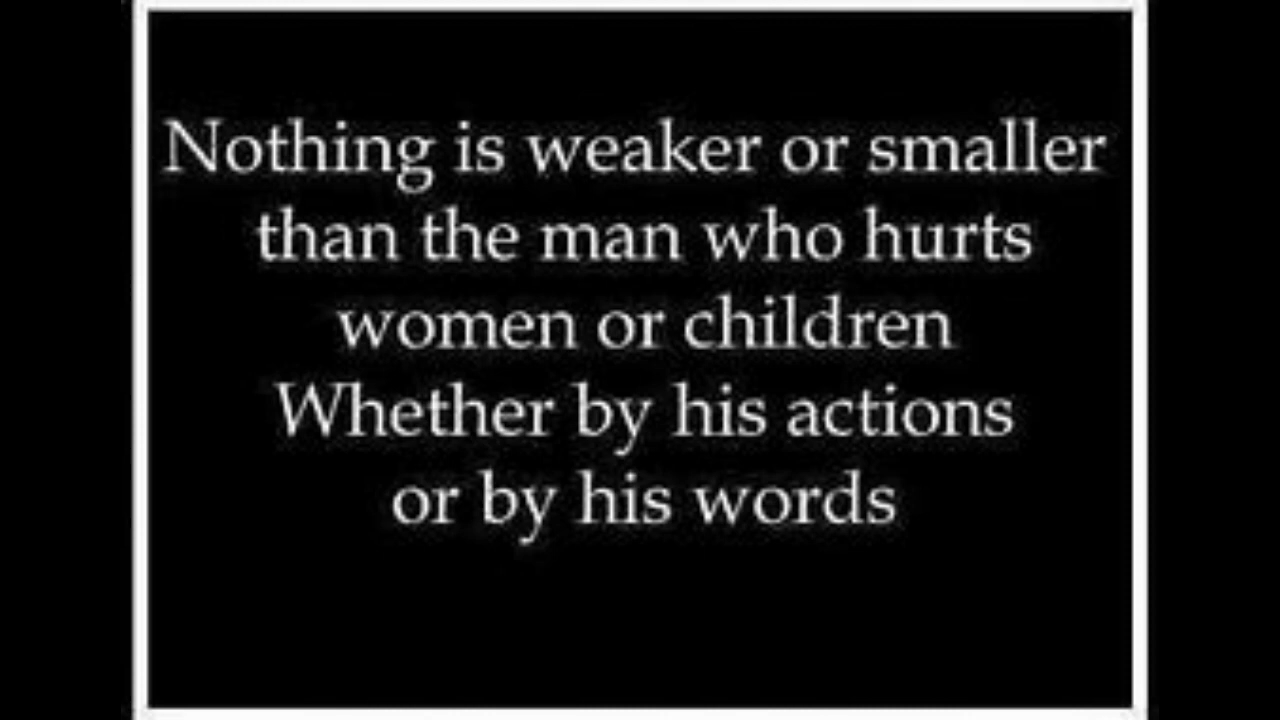 Nothing is weaker or smaller
than the man who hurts
women or children
Whether by his actions
or by his words